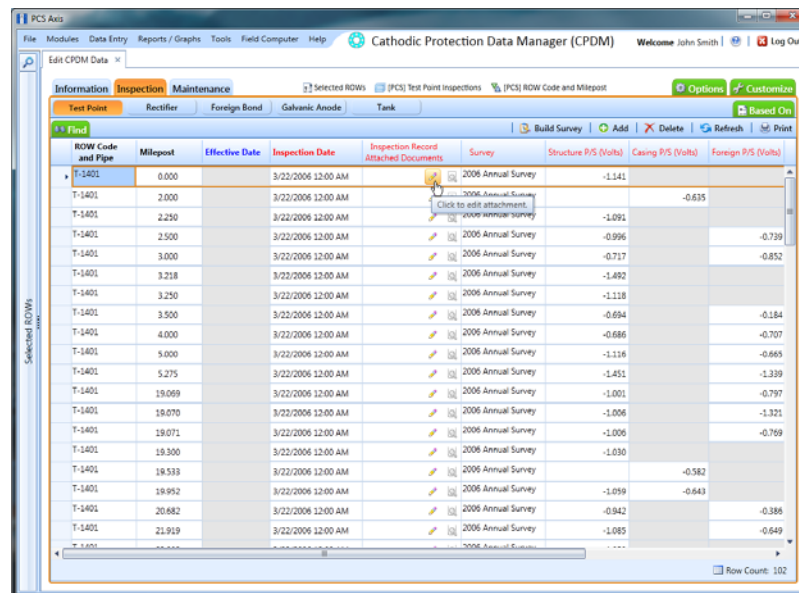 PCS Axis
File Modules Data Entry Reports / Graphs Tools Field Computer Help Cathodic Protection Data Manager (CPDM) Welcome John Smith Log Ou
Edit CPDM Data
Information Inspection Maintenance Selected ROWs [PCS] Test Point Inspections [PCS] ROW Code and Milepost Options Customize
Test Point Rectifier Foreign Bond Galvanic Anode Tank Based On
Find Build Survey Add Delete Refresh Print
ROW Code and Pipe Milepost Effective Date Inspection Date Inspection Record Attached Documents Survey Structure P/S (Volts) Casing P/S (Volts) Foreign P/S (Volts)
T-1401 0.000 3/22/2006 12:00 AM 2006 Annual Survey -1.141
T-1401 2.000 3/22/2006 12:00 AM 2006 Annual Survey -0.635
Click to edit attachment.
T-1401 2.250 3/22/2006 12:00 AM 2006 Annual Survey -1.091
T-1401 2.500 3/22/2006 12:00 AM 2006 Annual Survey -0.996 -0.739
T-1401 3.000 3/22/2006 12:00 AM 2006 Annual Survey -0.717 -0.852
T-1401 3.218 3/22/2006 12:00 AM 2006 Annual Survey -1.492
T-1401 3.250 3/22/2006 12:00 AM 2006 Annual Survey -1.118
T-1401 3.500 3/22/2006 12:00 AM 2006 Annual Survey -0.694 -0.184
T-1401 4.000 3/22/2006 12:00 AM 2006 Annual Survey -0.686 -0.707
T-1401 5.000 3/22/2006 12:00 AM 2006 Annual Survey -1.116 -0.665
T-1401 5.275 3/22/2006 12:00 AM 2006 Annual Survey -1.451 -1.339
T-1401 19.069 3/22/2006 12:00 AM 2006 Annual Survey -1.001 -0.797
T-1401 19.070 3/22/2006 12:00 AM 2006 Annual Survey -1.006 -1.321
T-1401 19.071 3/22/2006 12:00 AM 2006 Annual Survey -1.006 -0.769
T-1401 19.300 3/22/2006 12:00 AM 2006 Annual Survey -1.030
T-1401 19.533 3/22/2006 12:00 AM 2006 Annual Survey -0.582
T-1401 19.952 3/22/2006 12:00 AM 2006 Annual Survey -1.059 -0.643
T-1401 20.682 3/22/2006 12:00 AM 2006 Annual Survey -0.942 -0.386
T-1401 21.919 3/22/2006 12:00 AM 2006 Annual Survey -1.085 -0.649
Selected ROWs
Row Count: 102